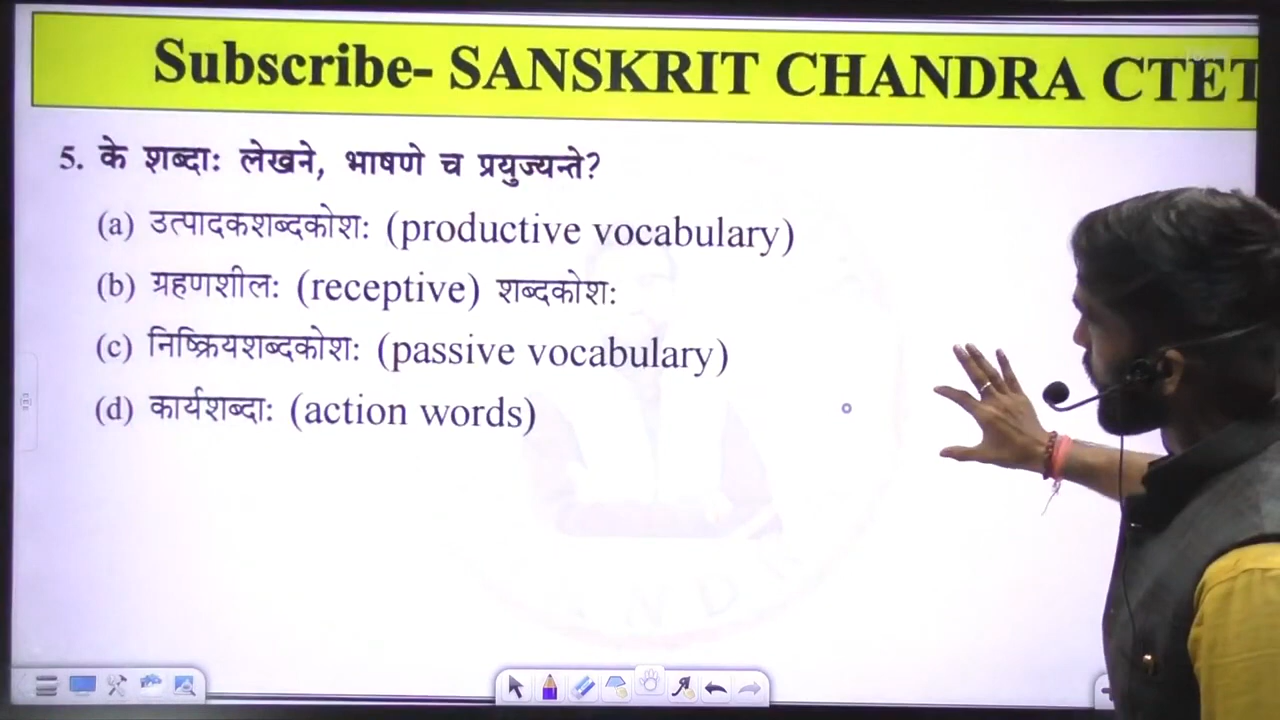 Subscribe- SANSKRIT CHANDRA CTET
5. के शब्दाः लेखने, भाषणे च प्रयुज्यन्ते?
(a) उत्पादकशब्दकोशः (productive vocabulary)
(b) ग्रहणशीलः (receptive) शब्दकोशः
(c) निष्क्रियशब्दकोशः (passive vocabulary)
(d) कार्यशब्दाः (action words)